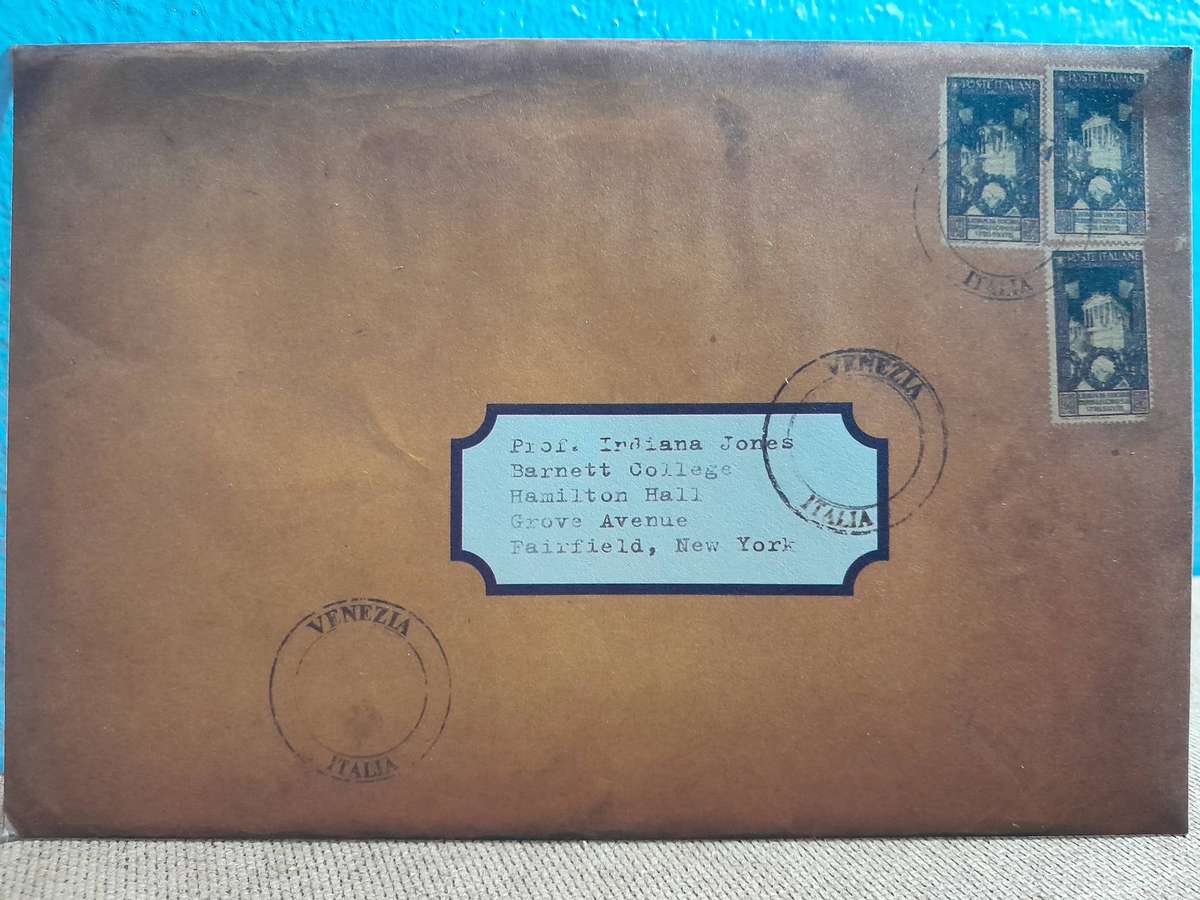 POSTE ITALIANE
POSTE ITALIANE
ITALIA
POSTE ITALIANE
VENEZIA
ITALIA
Prof. Indiana Jones
Barnett College
Hamilton Hall
Grove Avenue
Fairfield, New York
VENEZIA
ITALIA